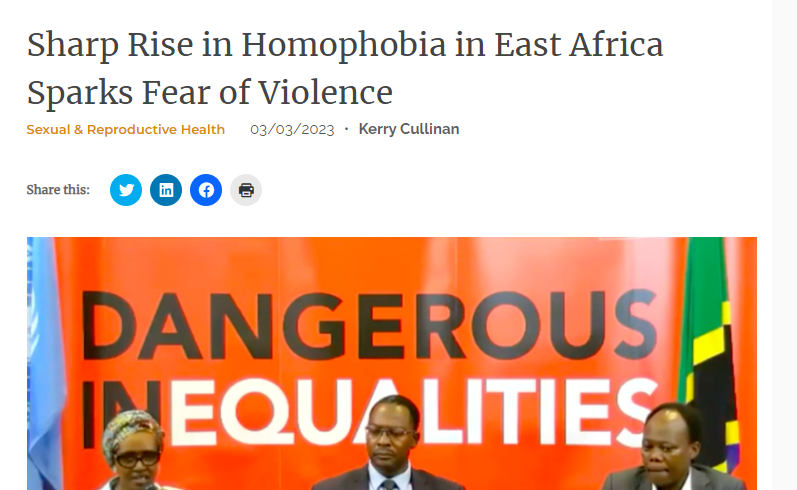 Sharp Rise in Homophobia in East Africa
Sparks Fear of Violence
Sexual & Reproductive Health 03/03/2023 · Kerry Cullinan
Share this:
DANGEROUS
INEQUALITIES